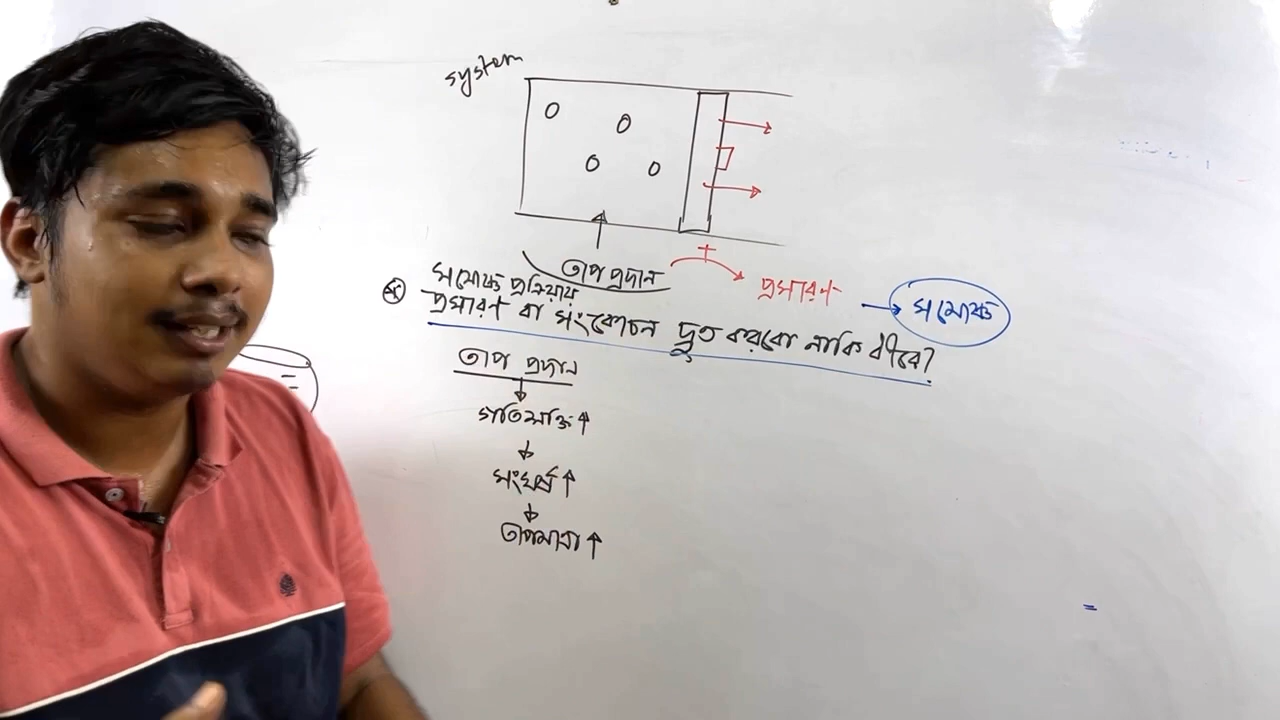 system
তাপ প্রদান
প্রসারণ
সমোষ্ণ
সমোষ্ণ প্রক্রিয়ায়
প্রসারণ বা সংকোচন দ্রুত করবো নাকি ধীরে?
তাপ প্রদান
গতিশক্তি ↑
সংঘর্ষ ↑
তাপমাত্রা ↑